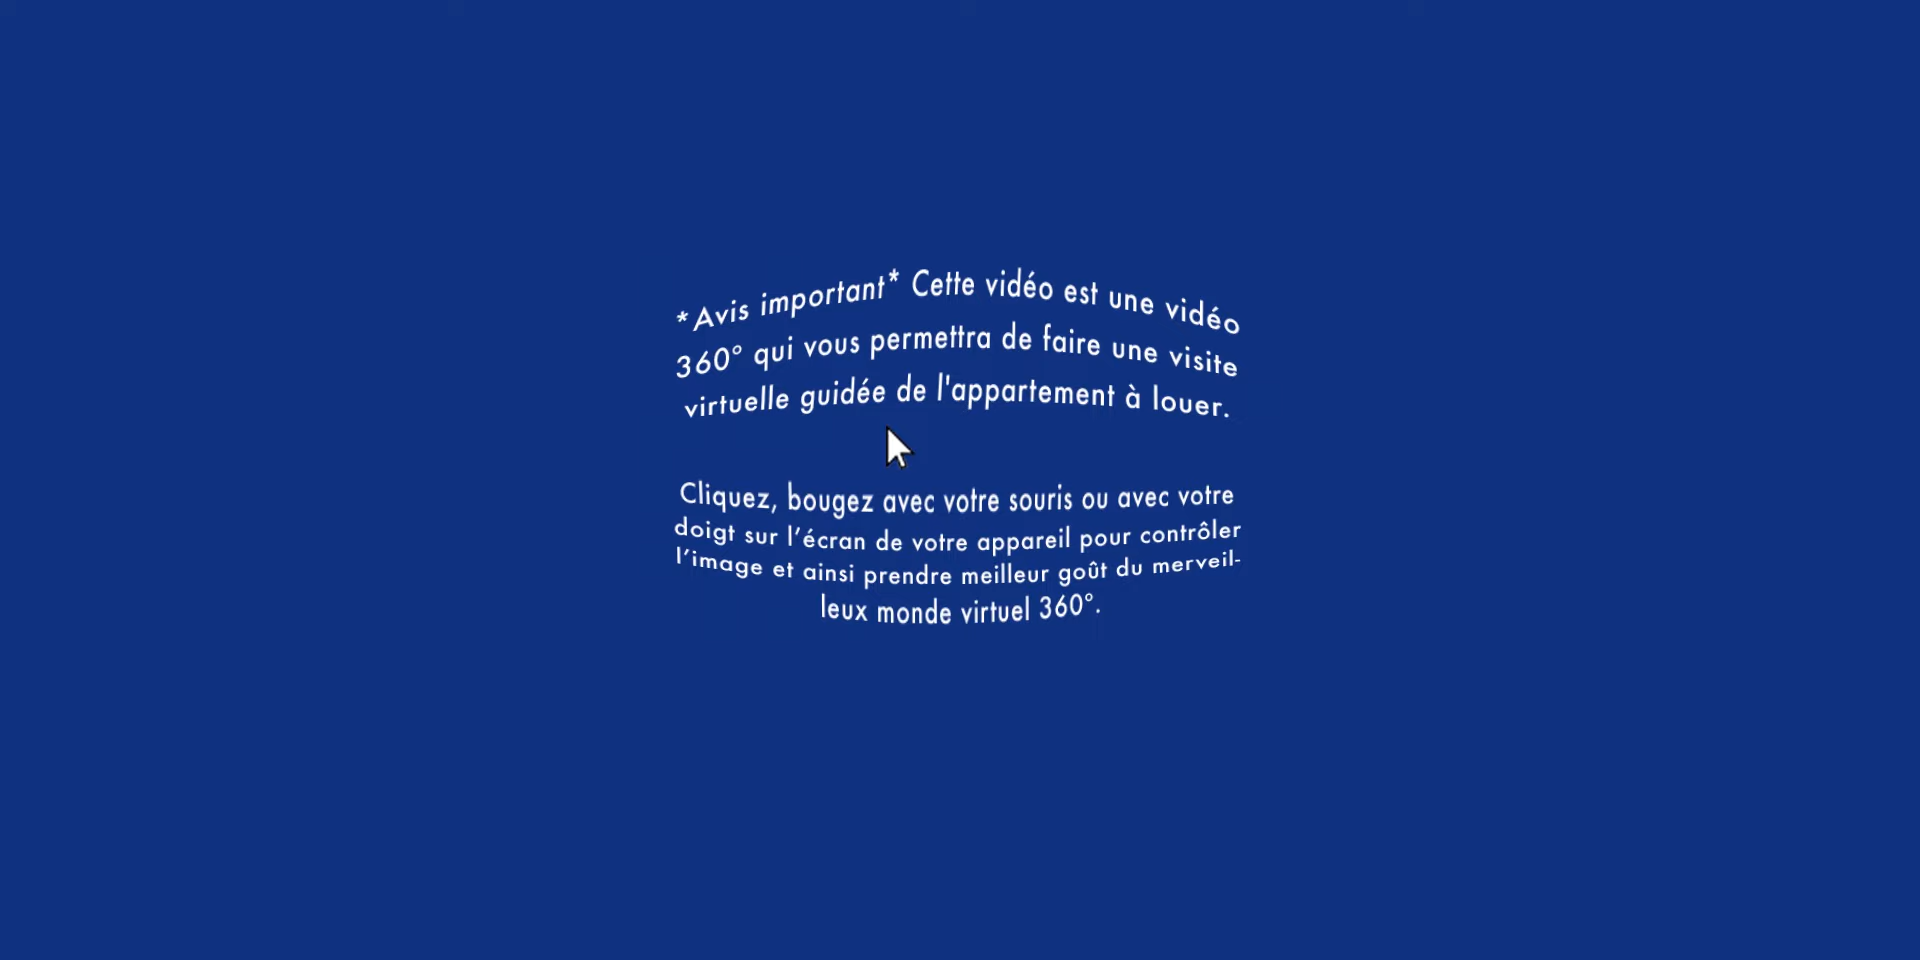 *Avis important* Cette vidéo est une vidéo
360° qui vous permettra de faire une visite
virtuelle guidée de l'appartement à louer.
Cliquez, bougez avec votre souris ou avec votre
doigt sur l’écran de votre appareil pour contrôler
l’image et ainsi prendre meilleur goût du merveil-
leux monde virtuel 360°.